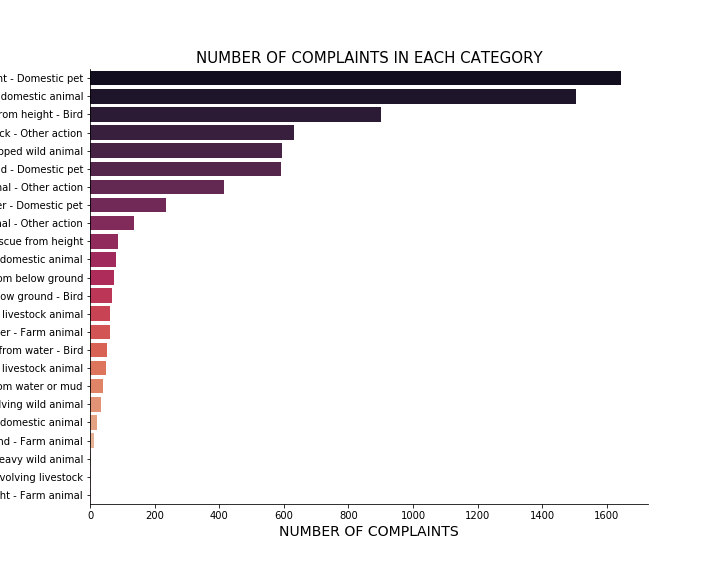 NUMBER OF COMPLAINTS IN EACH CATEGORY
nt - Domestic pet
domestic animal
rom height - Bird
ck - Other action
pped wild animal
d - Domestic pet
nal - Other action
er - Domestic pet
nal - Other action
scue from height
domestic animal
om below ground
ow ground - Bird
livestock animal
er - Farm animal
from water - Bird
livestock animal
om water or mud
lving wild animal
domestic animal
nd - Farm animal
eavy wild animal
volving livestock
ht - Farm animal
0 200 400 600 800 1000 1200 1400 1600
NUMBER OF COMPLAINTS